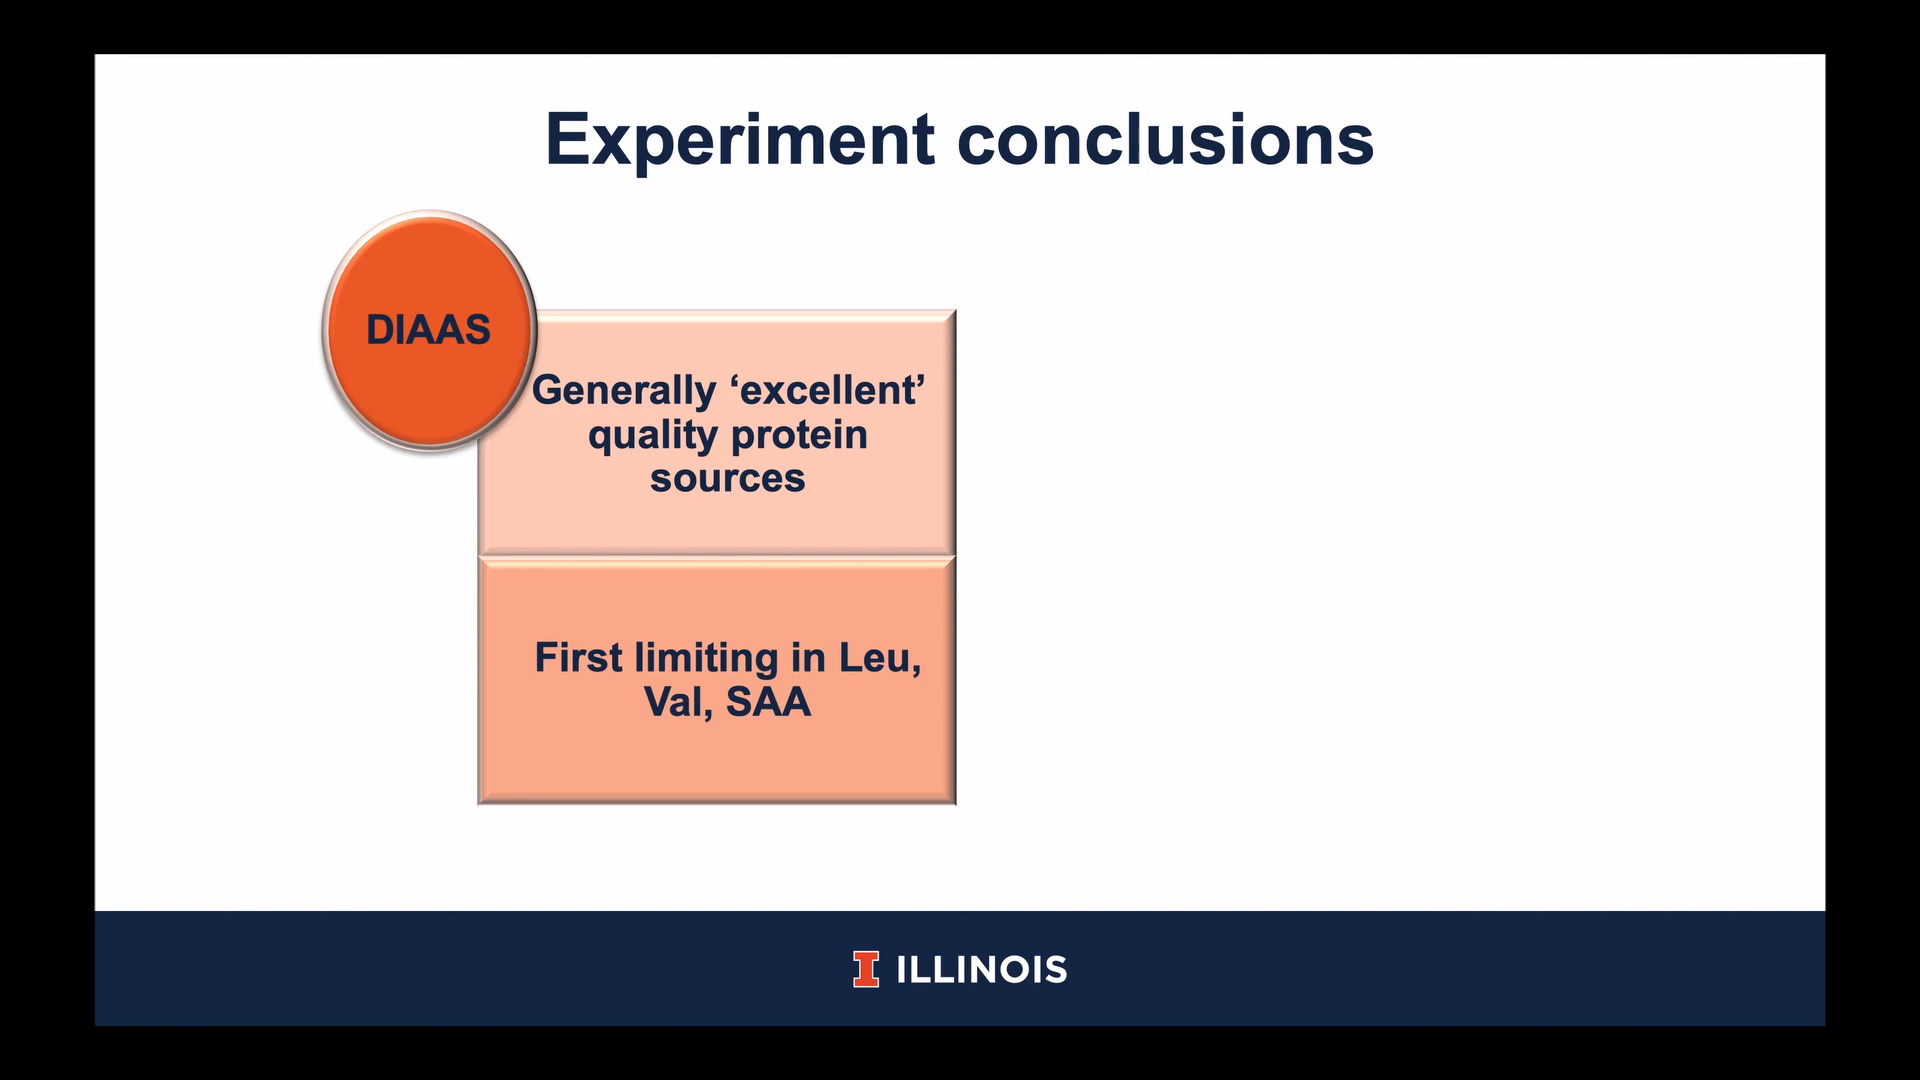 Experiment conclusions
DIAAS
Generally ‘excellent’
quality protein
sources
First limiting in Leu,
Val, SAA
I ILLINOIS